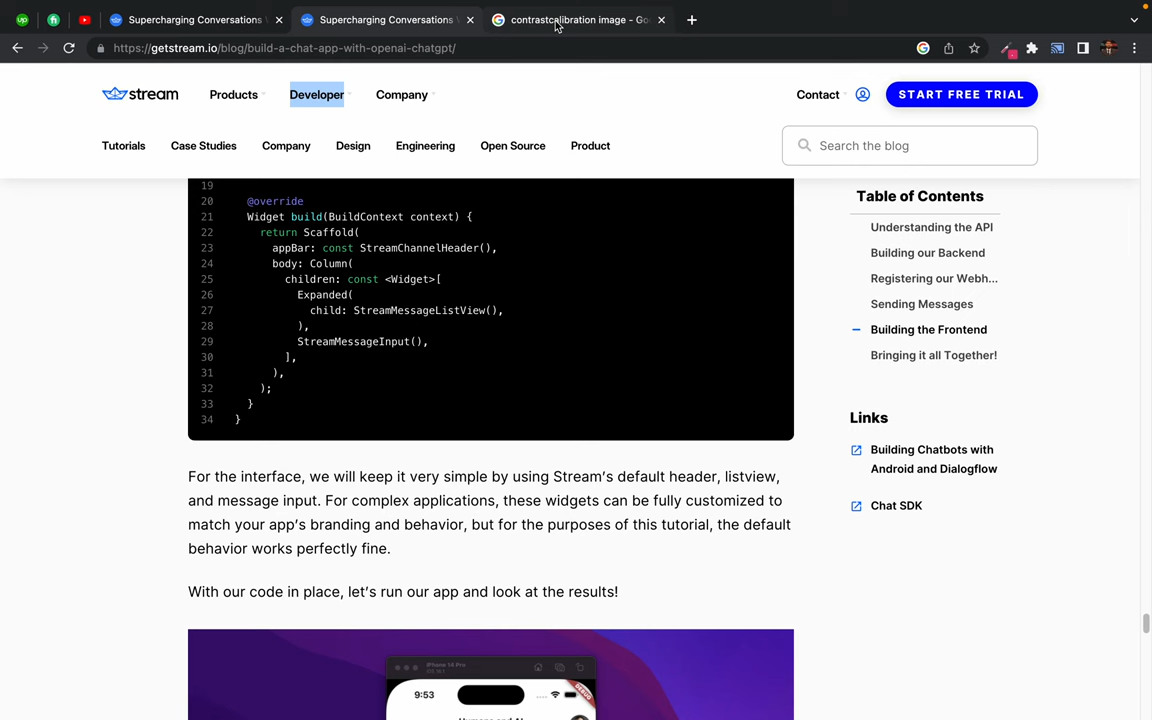 up
fi
Supercharging Conversations
Supercharging Conversations
contrastcalibration image - Go
https://getstream.io/blog/build-a-chat-app-with-openai-chatgpt/
stream
Products
Developer
Company
Contact
START FREE TRIAL
Tutorials
Case Studies
Company
Design
Engineering
Open Source
Product
Search the blog
19
20 @override
21 Widget build(BuildContext context) {
22 return Scaffold(
23 appBar: const StreamChannelHeader(),
24 body: Column(
25 children: const <Widget>[
26 Expanded(
27 child: StreamMessageListView(),
28 ),
29 StreamMessageInput(),
30 ],
31 ),
32 );
33 }
34 }
For the interface, we will keep it very simple by using Stream's default header, listview,
and message input. For complex applications, these widgets can be fully customized to
match your app's branding and behavior, but for the purposes of this tutorial, the default
behavior works perfectly fine.
With our code in place, let's run our app and look at the results!
iPhone 14 Pro
9:53
Table of Contents
Understanding the API
Building our Backend
Registering our Webh...
Sending Messages
Building the Frontend
Bringing it all Together!
Links
Building Chatbots with
Android and Dialogflow
Chat SDK